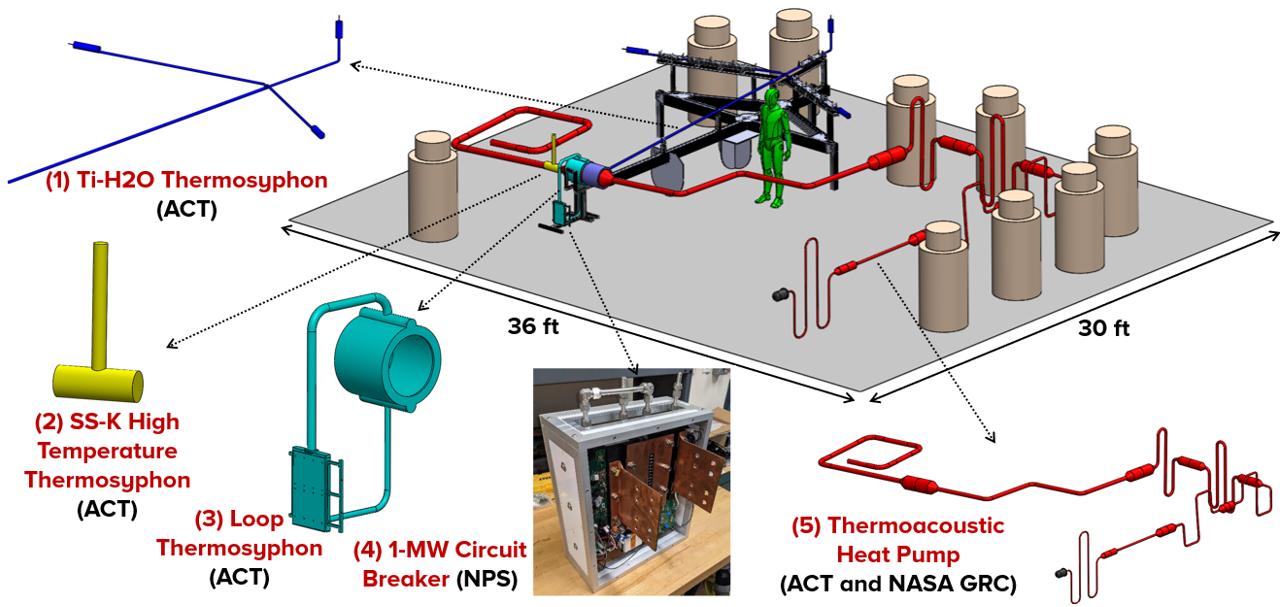 (1) Ti-H2O Thermosyphon
(ACT)
36 ft
30 ft
(2) SS-K High
Temperature
Thermosyphon
(ACT)
(3) Loop
Thermosyphon
(ACT)
(4) 1-MW Circuit
Breaker (NPS)
(5) Thermoacoustic
Heat Pump
(ACT and NASA GRC)